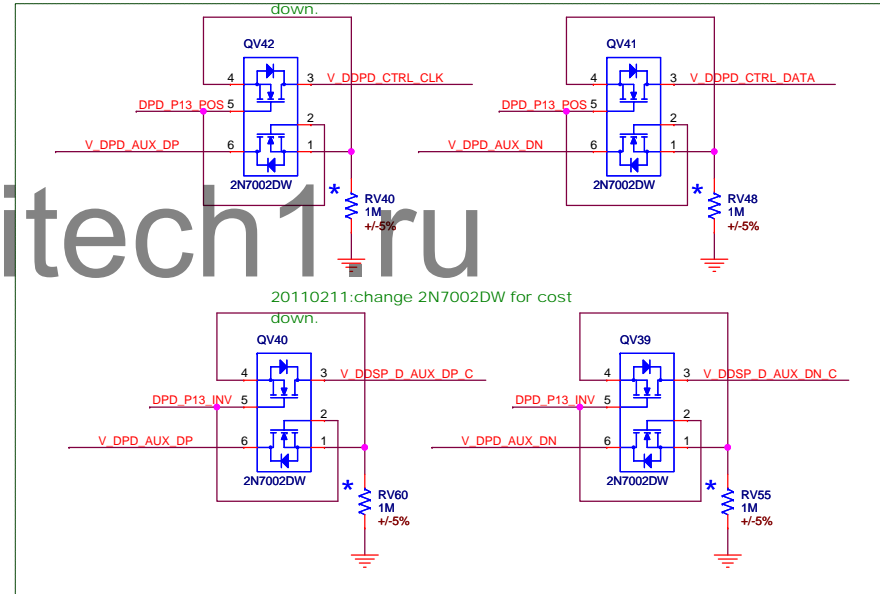 down.
QV42
4 3 V_DDPD_CTRL_CLK
DPD_P13_POS 5
2
V_DPD_AUX_DP 6 1
2N7002DW
* RV40
1M
+/-5%
QV41
4 3 V_DDPD_CTRL_DATA
DPD_P13_POS 5
2
V_DPD_AUX_DN 6 1
2N7002DW
* RV48
1M
+/-5%
itech1.ru
20110211:change 2N7002DW for cost
down.
QV40
4 3 V_DDSP_D_AUX_DP_C
DPD_P13_INV 5
2
V_DPD_AUX_DP 6 1
2N7002DW
* RV60
1M
+/-5%
QV39
4 3 V_DDSP_D_AUX_DN_C
DPD_P13_INV 5
2
V_DPD_AUX_DN 6 1
2N7002DW
* RV55
1M
+/-5%